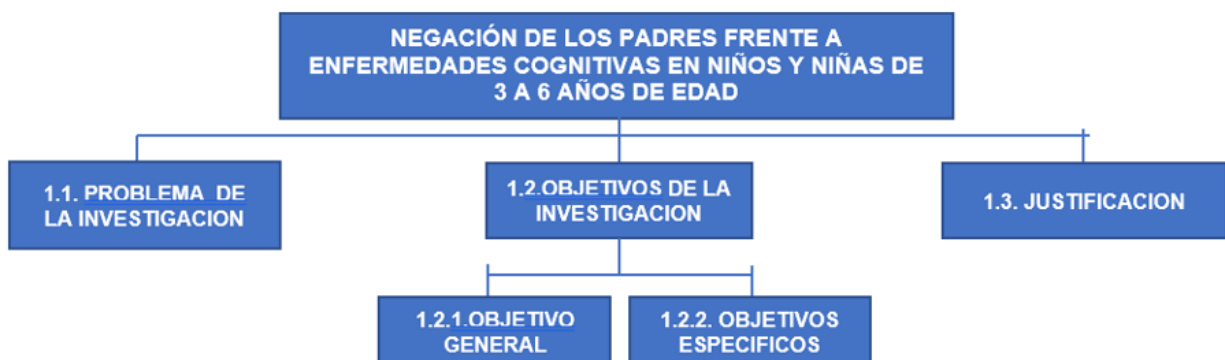 NEGACIÓN DE LOS PADRES FRENTE A
ENFERMEDADES COGNITIVAS EN NIÑOS Y NIÑAS DE
3 A 6 AÑOS DE EDAD
1.1. PROBLEMA DE
LA INVESTIGACION
1.2.OBJETIVOS DE LA
INVESTIGACION
1.3. JUSTIFICACION
1.2.1.OBJETIVO
GENERAL
1.2.2. OBJETIVOS
ESPECIFICOS